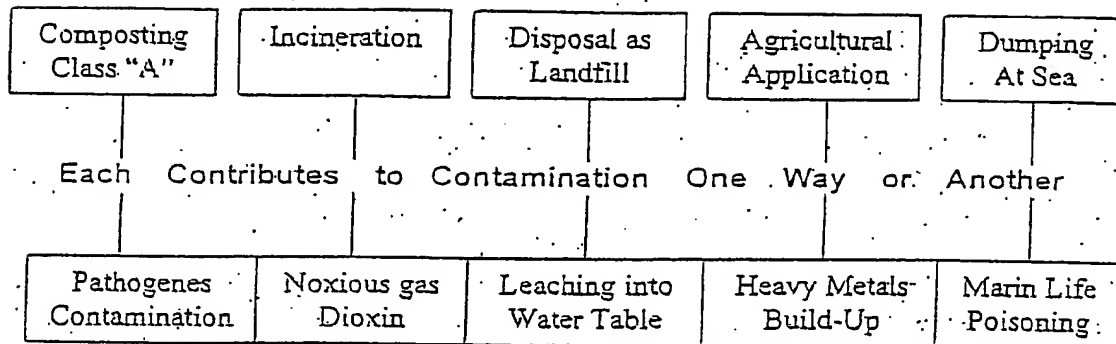 Composting
Class "A"
Incineration
Disposal as
Landfill
Agricultural
Application
Dumping
At Sea
Each Contributes to Contamination One Way or Another
Pathogenes
Contamination
Noxious gas
Dioxin
Leaching into
Water Table
Heavy Metals-
Build-Up
Marin Life
Poisoning